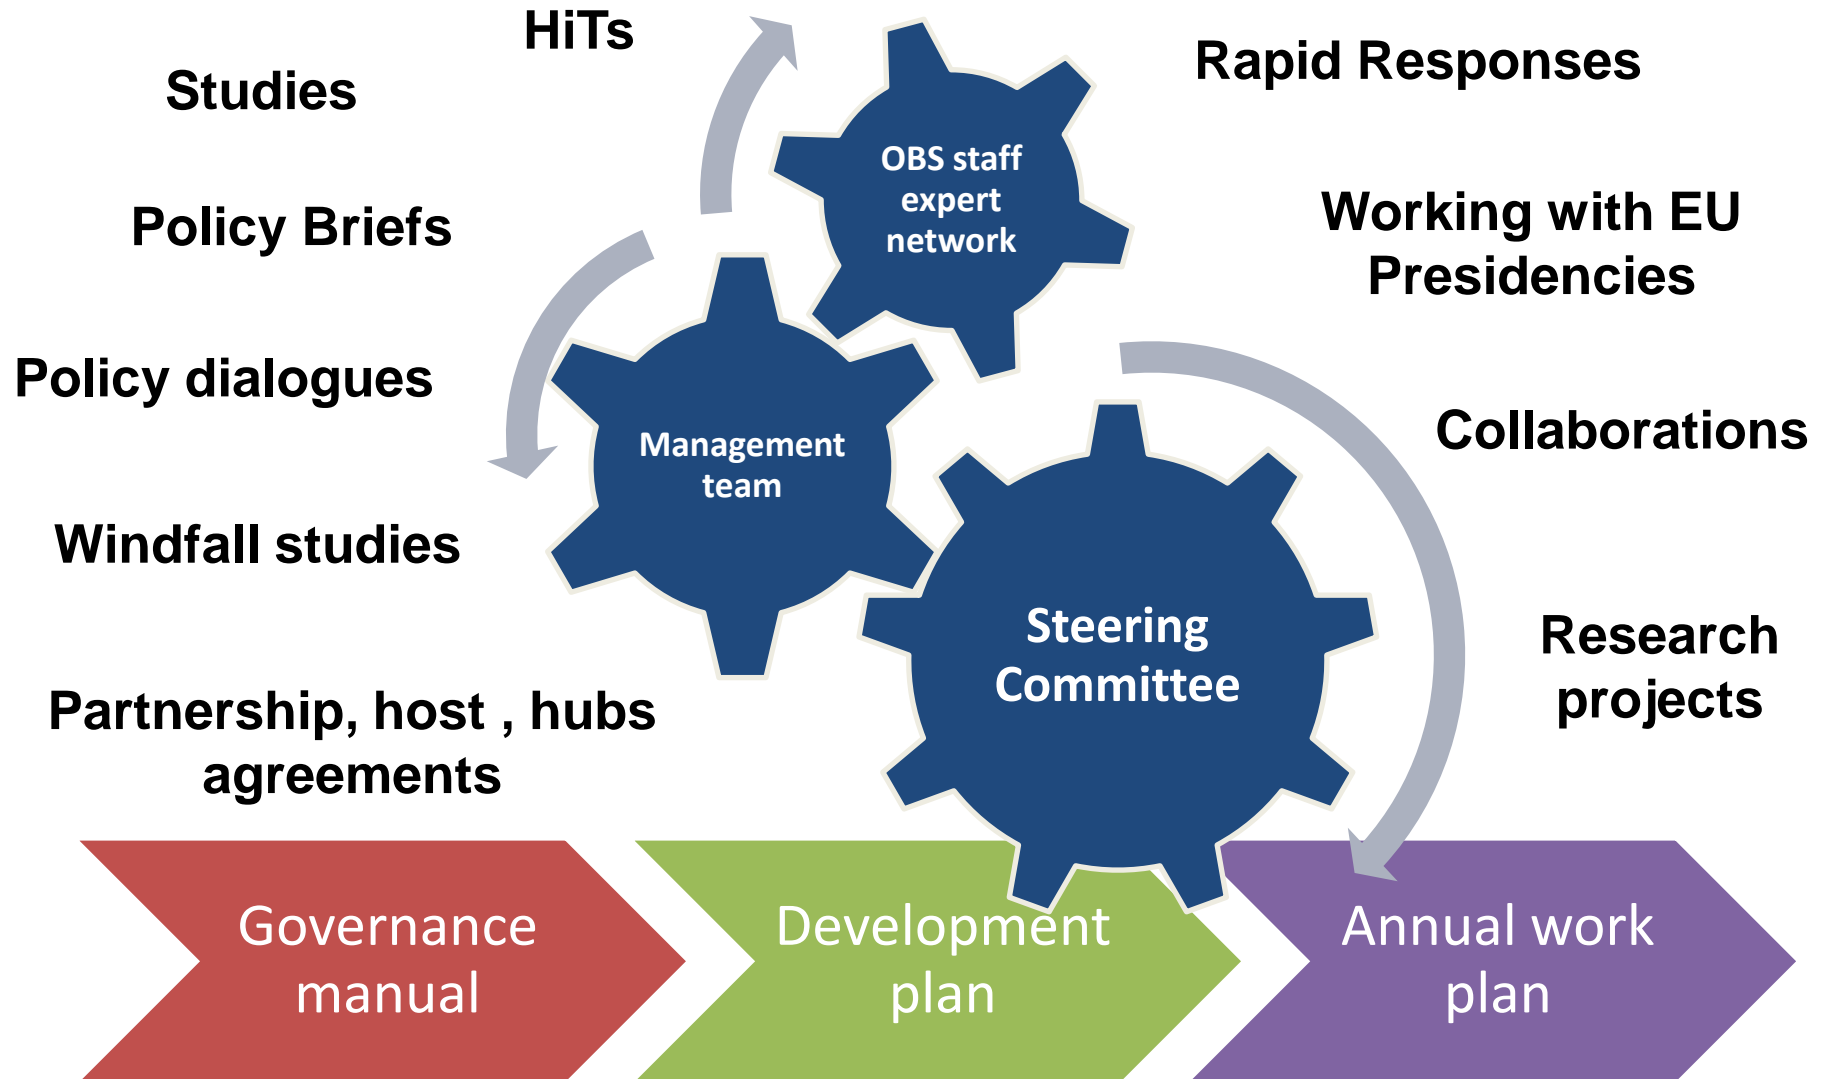 HiTs
Studies
Policy Briefs
Policy dialogues
Windfall studies
Partnership, host , hubs
agreements
OBS staff
expert
network
Management
team
Steering
Committee
Rapid Responses
Working with EU
Presidencies
Collaborations
Research
projects
Governance
manual
Development
plan
Annual work
plan